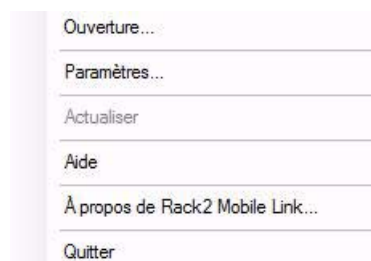 Ouverture...
Paramètres...
Actualiser
Aide
À propos de Rack2 Mobile Link...
Quitter